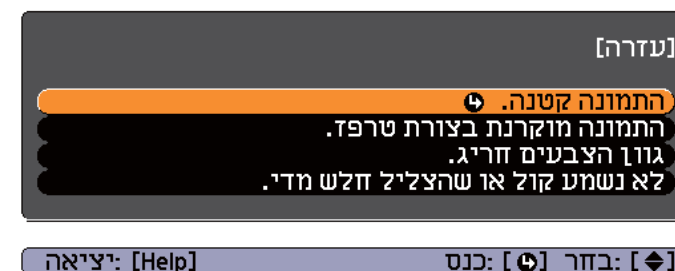 [עזרה]
התמונה קטנה.
התמונה מוקרנת בצורת טרפז.
גוון הצבעים חריג.
לא נשמע קול או שהצליל חלש מדי.
[◆] :בחר [↵] :כנס [Help] :יציאה